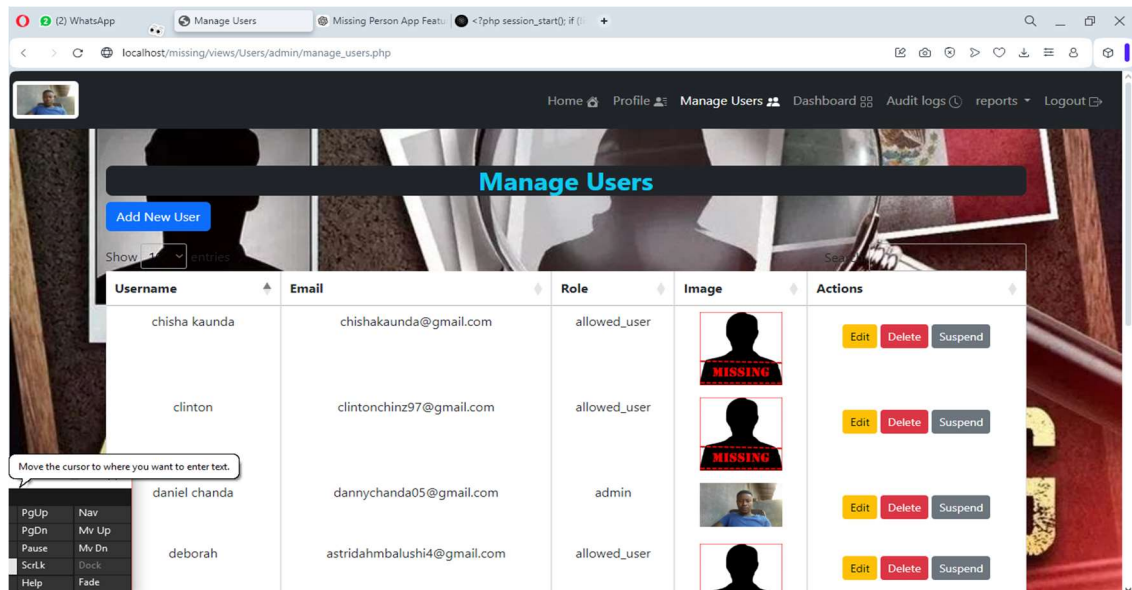 (2) WhatsApp Manage Users Missing Person App Featu <?php session_start(); if (
localhost/missing/views/Users/admin/manage_users.php
Home Profile Manage Users Dashboard Audit logs reports Logout
Manage Users
Add New User
Show entries Search
Username Email Role Image Actions
chisha kaunda chishakaunda@gmail.com allowed_user MISSING Edit Delete Suspend
clinton clintonchinz97@gmail.com allowed_user MISSING Edit Delete Suspend
Move the cursor to where you want to enter text.
daniel chanda dannychanda05@gmail.com admin Edit Delete Suspend
deborah astridahmbalushi4@gmail.com allowed_user Edit Delete Suspend
PgUp Nav
PgDn Mv Up
Pause Mv Dn
ScrLk Dock
Help Fade